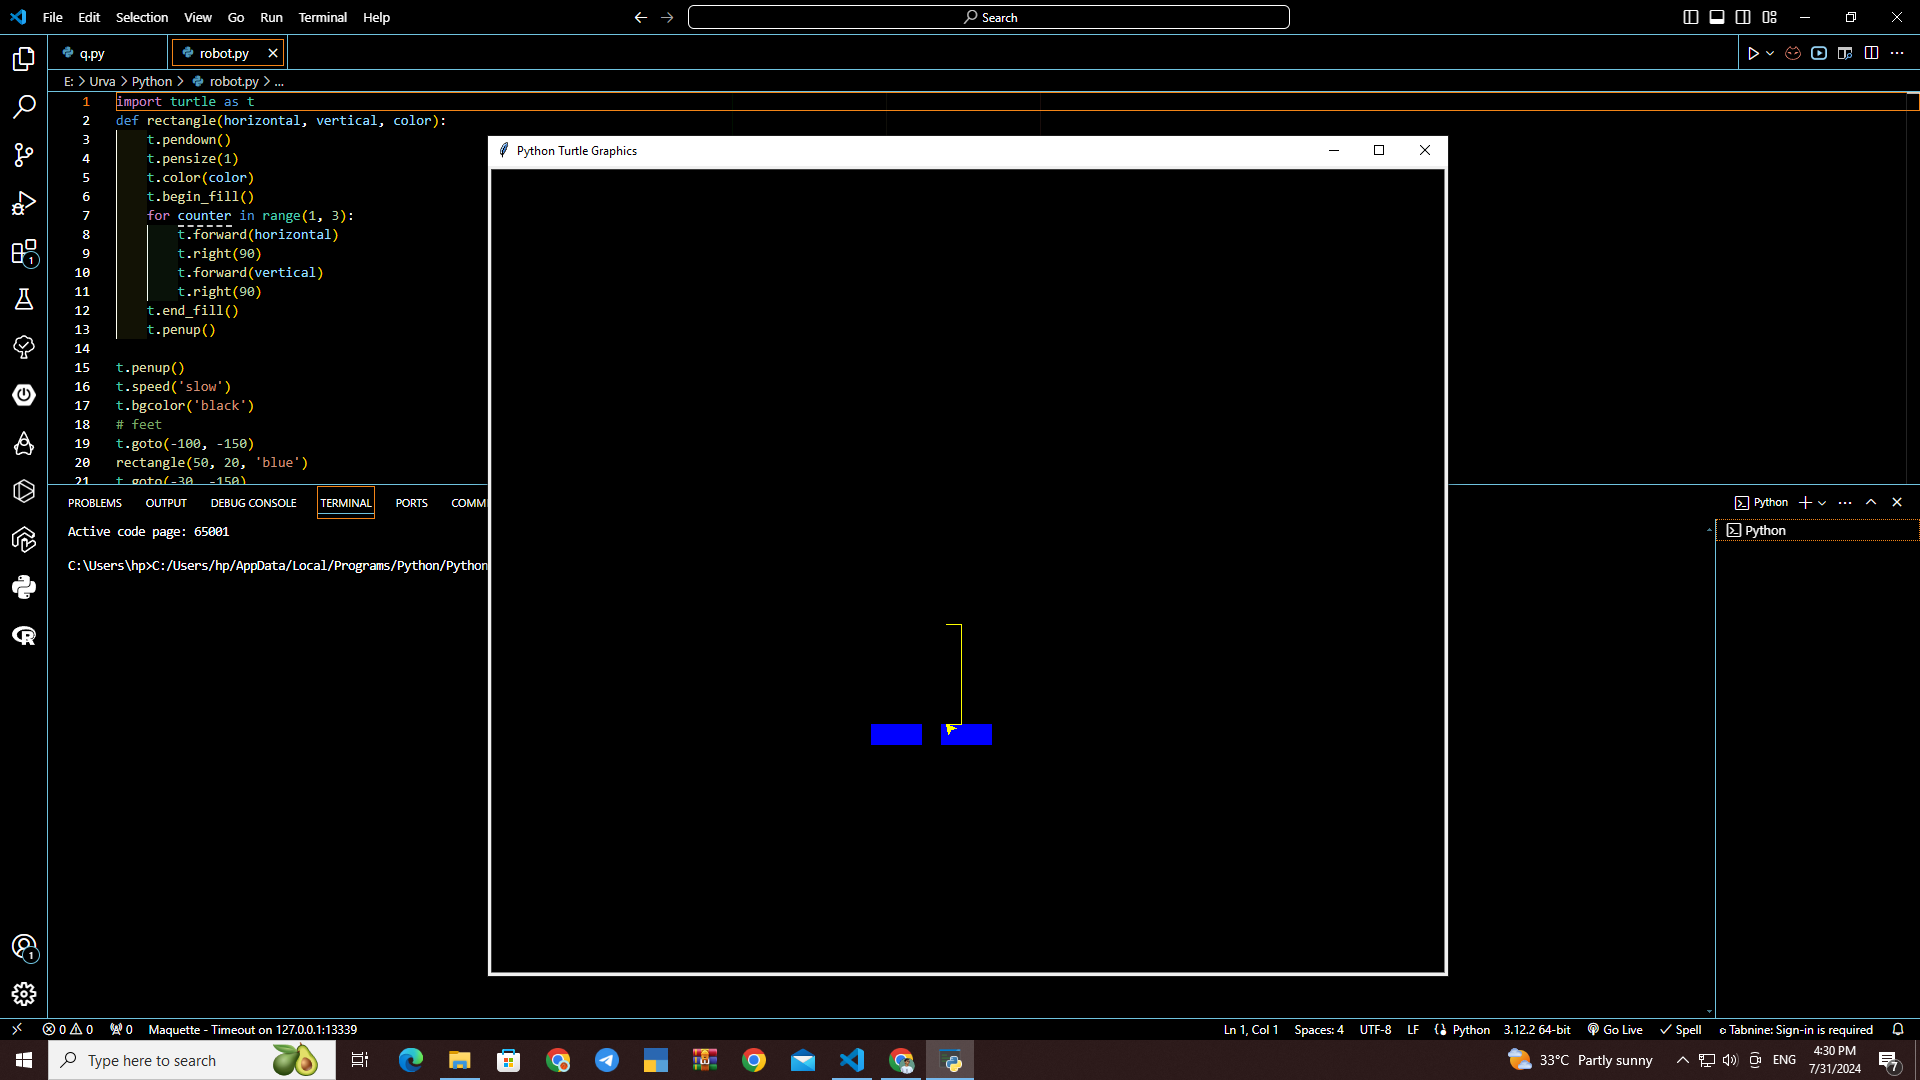 File Edit Selection View Go Run Terminal Help
Search
q.py
robot.py
E: > Urva > Python > robot.py > ...
1 import turtle as t
2 def rectangle(horizontal, vertical, color):
3 t.pendown()
4 t.pensize(1)
5 t.color(color)
6 t.begin_fill()
7 for counter in range(1, 3):
8 t.forward(horizontal)
9 t.right(90)
10 t.forward(vertical)
11 t.right(90)
12 t.end_fill()
13 t.penup()
14
15 t.penup()
16 t.speed('slow')
17 t.bgcolor('black')
18 # feet
19 t.goto(-100, -150)
20 rectangle(50, 20, 'blue')
21 t.goto(-30, -150)
Python Turtle Graphics
PROBLEMS OUTPUT DEBUG CONSOLE TERMINAL PORTS COMM
Python
Active code page: 65001
Python
C:\Users\hp>C:/Users/hp/AppData/Local/Programs/Python/Python
1
1
0 0 0 Maquette - Timeout on 127.0.0.1:13339
Ln 1, Col 1 Spaces: 4 UTF-8 LF Python 3.12.2 64-bit Go Live Spell Tabnine: Sign-in is required
Type here to search
33°C Partly sunny
ENG
4:30 PM
7/31/2024
7